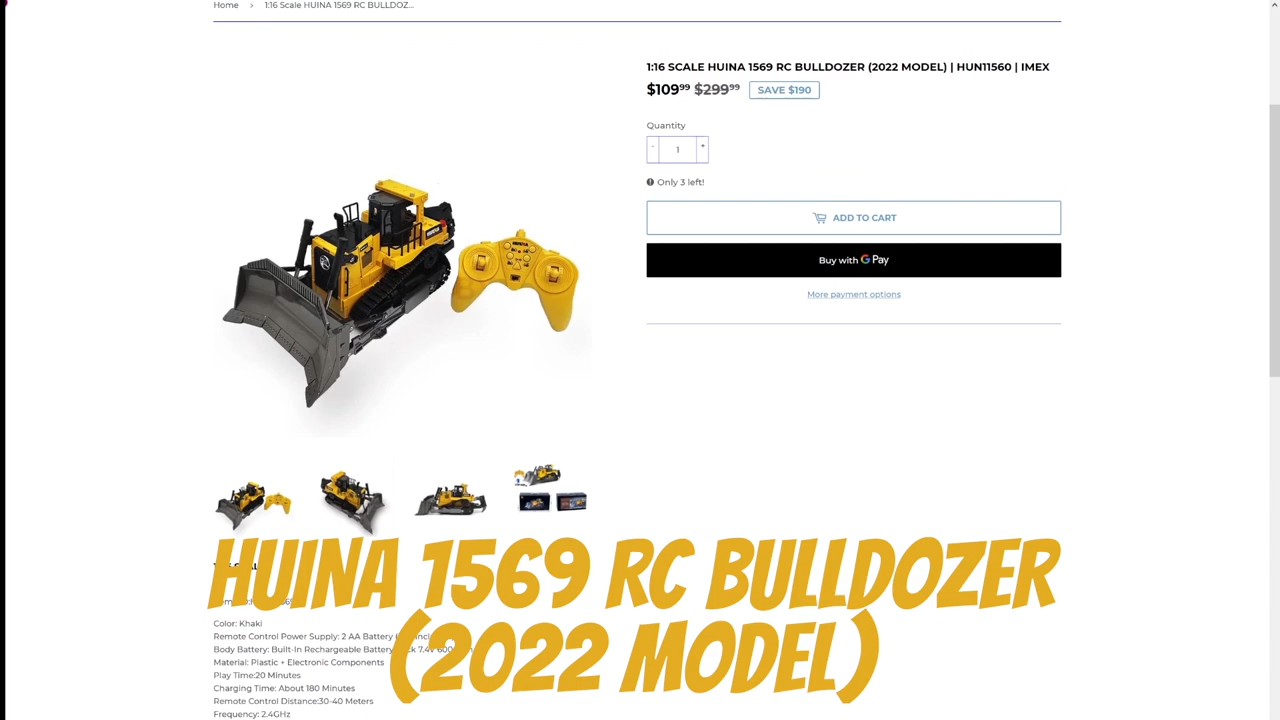 Home › 1:16 Scale HUINA 1569 RC BULLDOZ...
1:16 SCALE HUINA 1569 RC BULLDOZER (2022 MODEL) | HUN11560 | IMEX
$109.99 $299.99 SAVE $190
Quantity
- 1 +
Only 3 left!
ADD TO CART
Buy with G Pay
More payment options
HUINA
HUINA 1569 RC BULLDOZER
(2022 MODEL)
Color: Khaki
Remote Control Power Supply: 2 AA Battery
Body Battery: Built-In Rechargeable Battery 7.4V
Material: Plastic + Electronic Components
Play Time:20 Minutes
Charging Time: About 180 Minutes
Remote Control Distance:30-40 Meters
Frequency: 2.4GHz